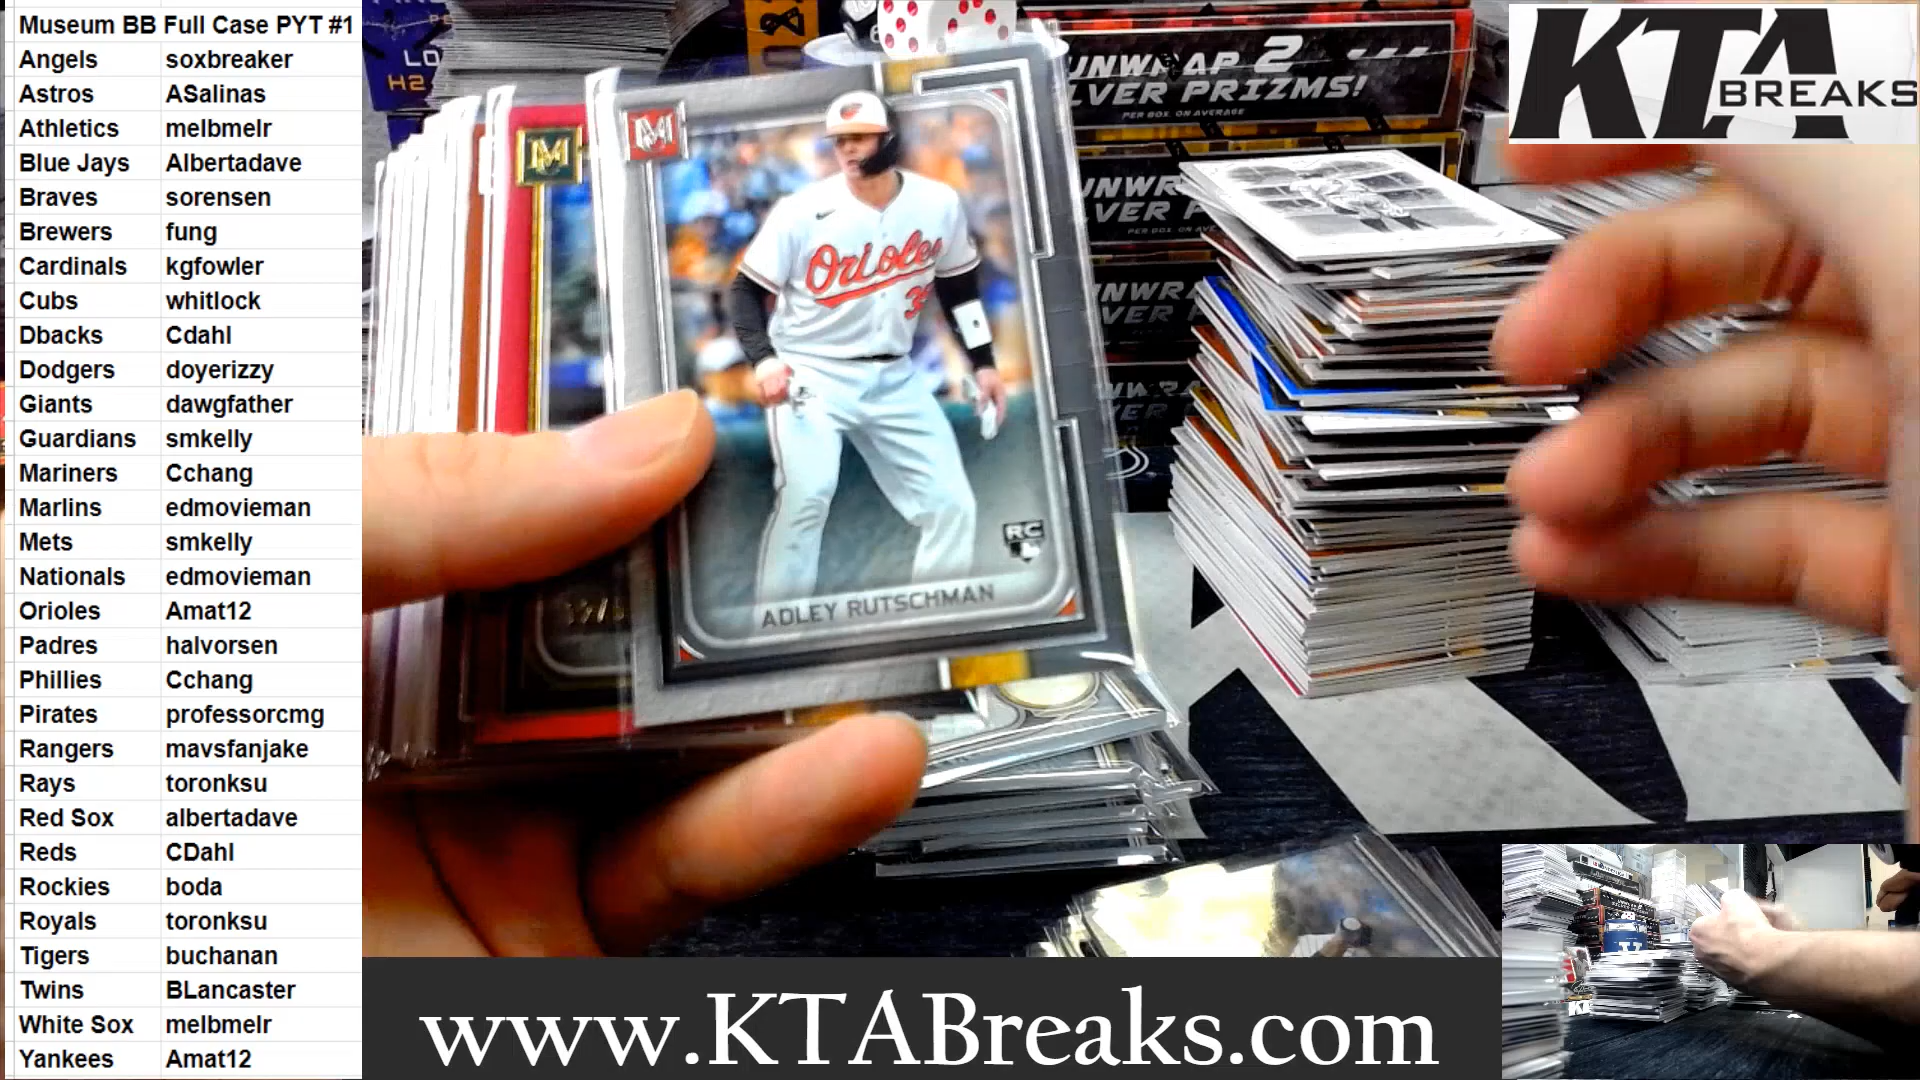 Museum BB Full Case PYT #1
Angels soxbreaker
Astros ASalinas
Athletics melbmelr
Blue Jays Albertadave
Braves sorensen
Brewers fung
Cardinals kgfowler
Cubs whitlock
Dbacks Cdahl
Dodgers doyerizzy
Giants dawgfather
Guardians smkelly
Mariners Cchang
Marlins edmovieman
Mets smkelly
Nationals edmovieman
Orioles Amat12
Padres halvorsen
Phillies Cchang
Pirates professorcmg
Rangers mavsfanjake
Rays toronksu
Red Sox albertadave
Reds CDahl
Rockies boda
Royals toronksu
Tigers buchanan
Twins BLancaster
White Sox melbmelr
Yankees Amat12
H2
UNWRAP 2
LVER PRIZMS!
PER BOX, ON AVERAGE
M
M
Orioles
RC
ADLEY RUTSCHMAN
KTA BREAKS
www.KTABreaks.com